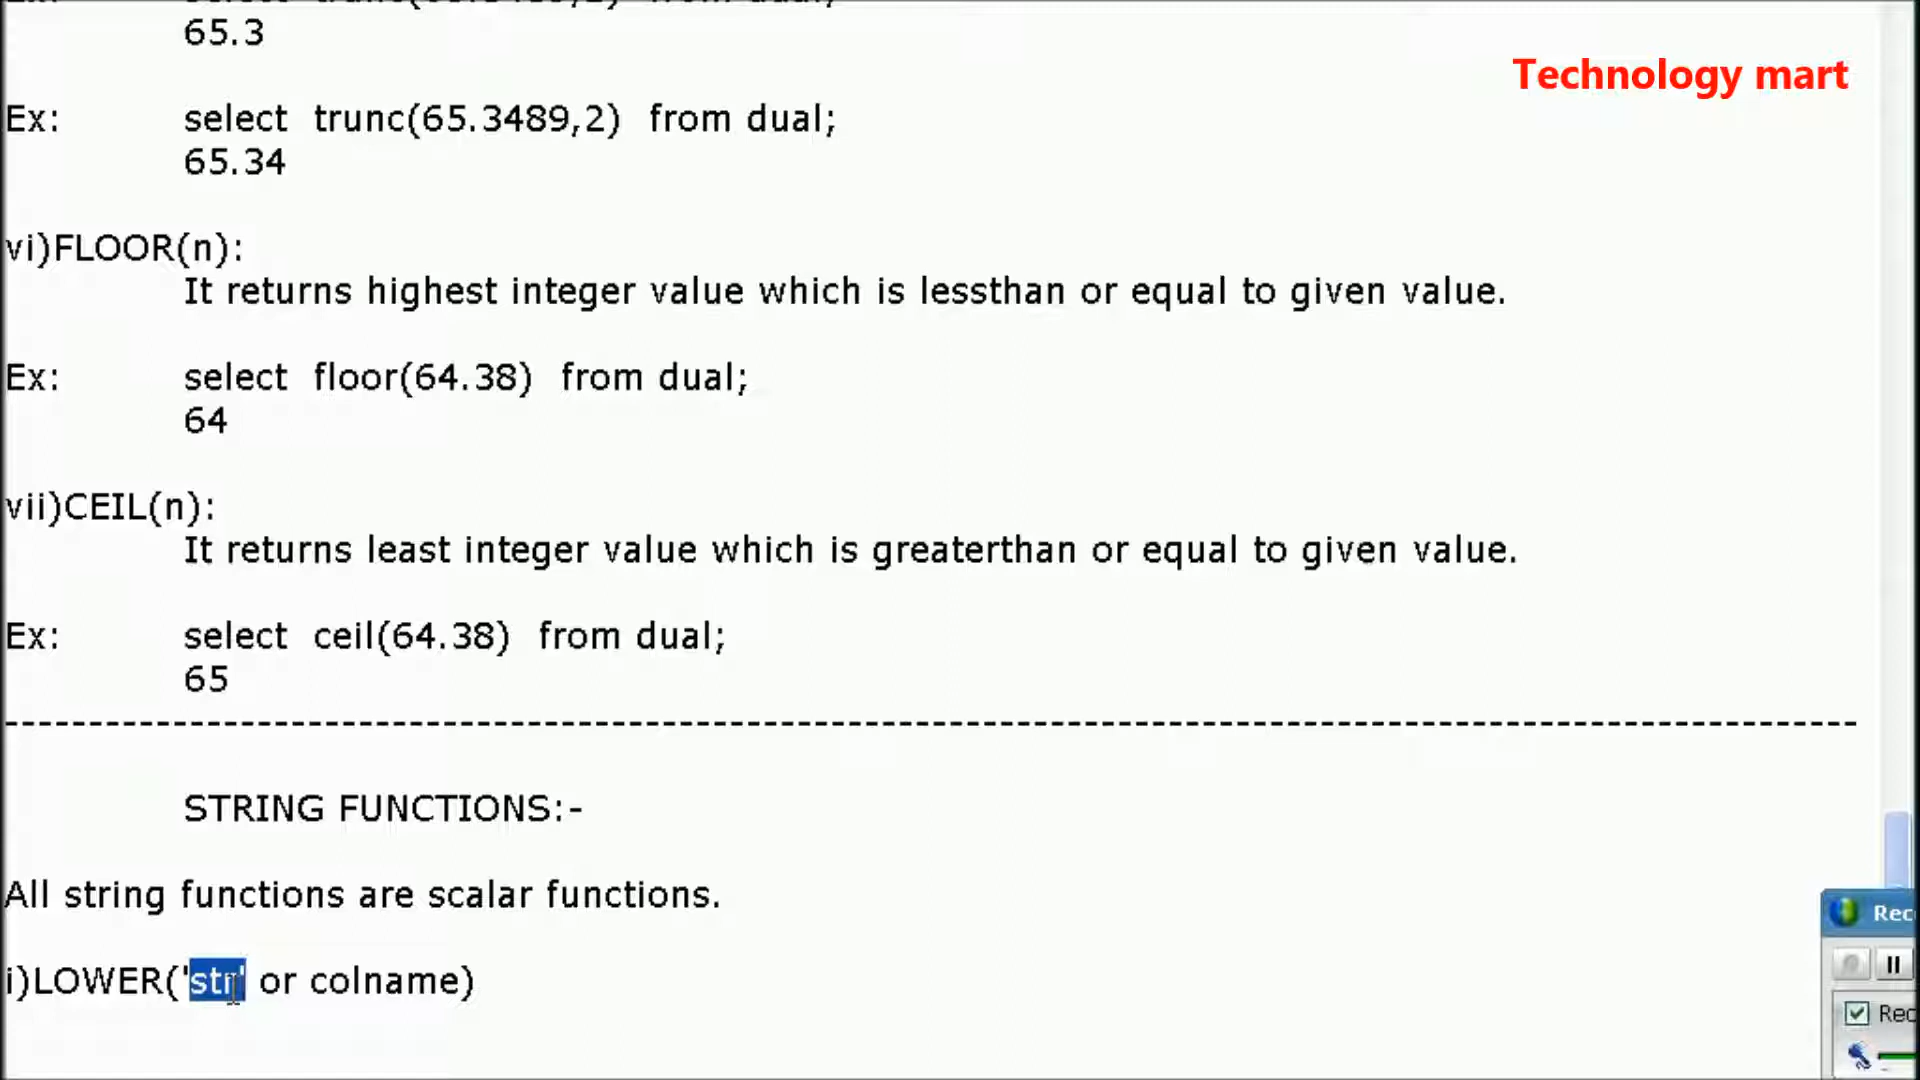 65.3
Technology mart
Ex: select trunc(65.3489,2) from dual;
65.34
vi)FLOOR(n):
It returns highest integer value which is lessthan or equal to given value.
Ex: select floor(64.38) from dual;
64
vii)CEIL(n):
It returns least integer value which is greaterthan or equal to given value.
Ex: select ceil(64.38) from dual;
65
--------------------------------------------------------------------------------
STRING FUNCTIONS:-
All string functions are scalar functions.
i)LOWER('str' or colname)
Rec
Rec